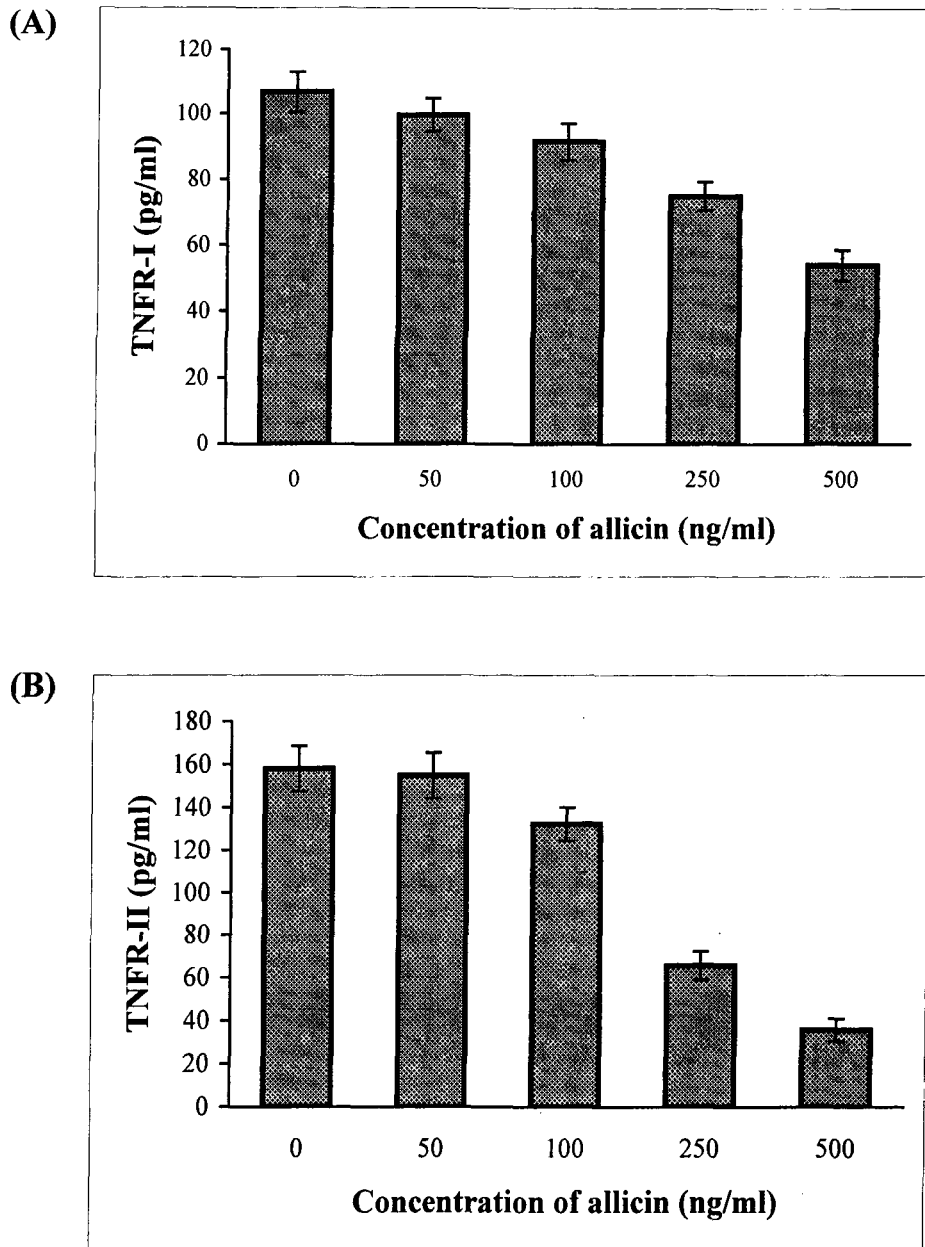 (A)
120
100
80
60
40
20
0
TNFR-I (pg/ml)
0 50 100 250 500
Concentration of allicin (ng/ml)
(B)
180
160
140
120
100
80
60
40
20
0
TNFR-II (pg/ml)
0 50 100 250 500
Concentration of allicin (ng/ml)